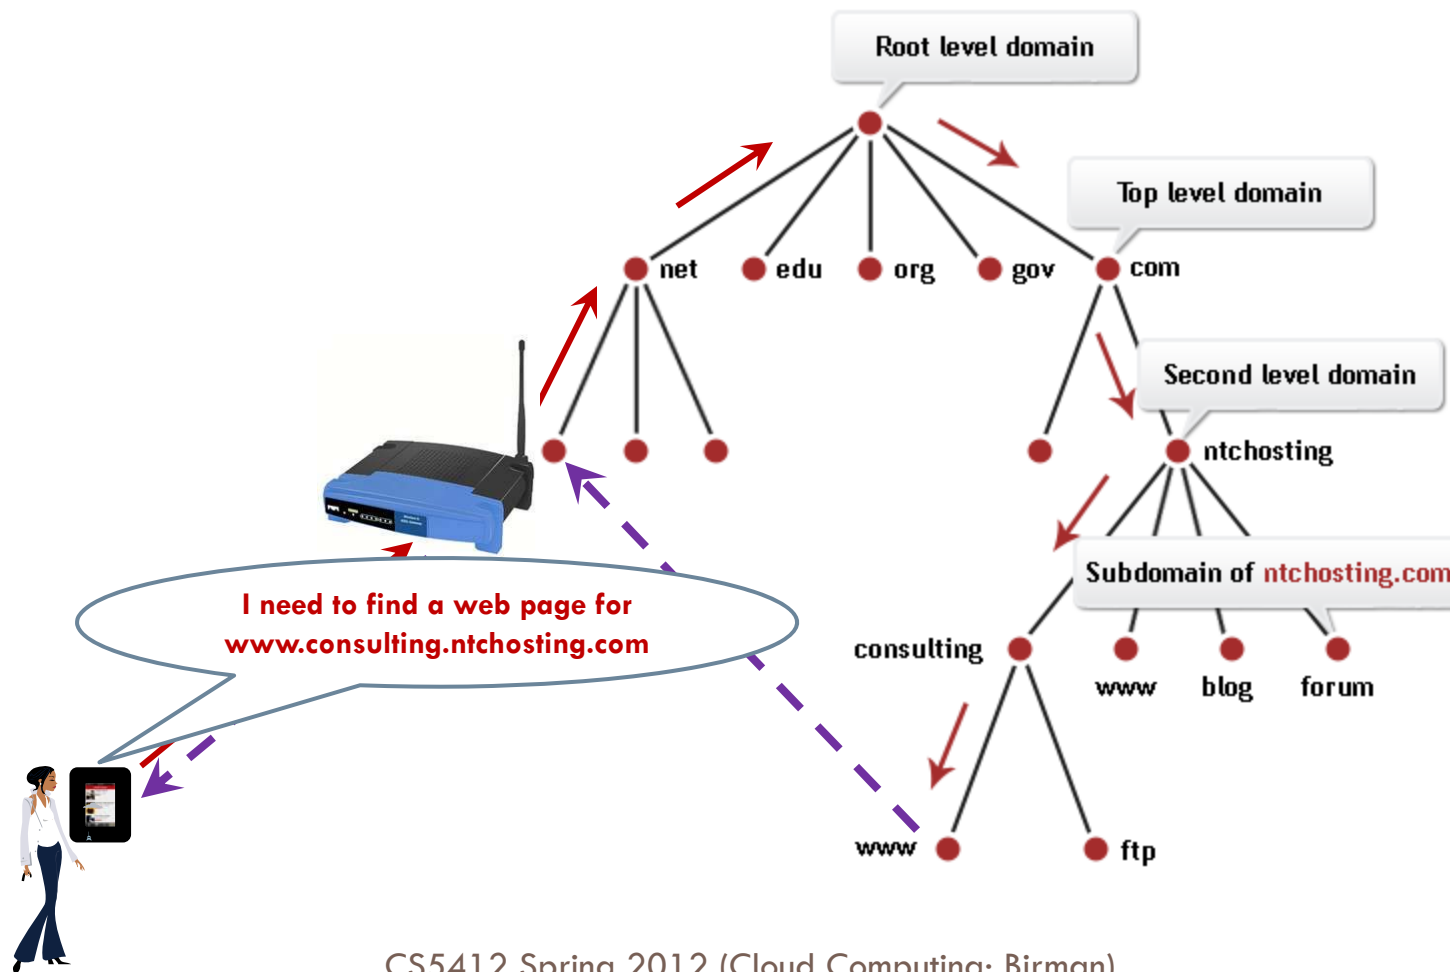 Root level domain
Top level domain
net
edu
org
gov
com
Second level domain
ntchosting
Subdomain of ntchosting.com
I need to find a web page for
www.consulting.ntchosting.com
consulting
www
blog
forum
www
ftp
CS5412 Spring 2012 (Cloud Computing: Birman)